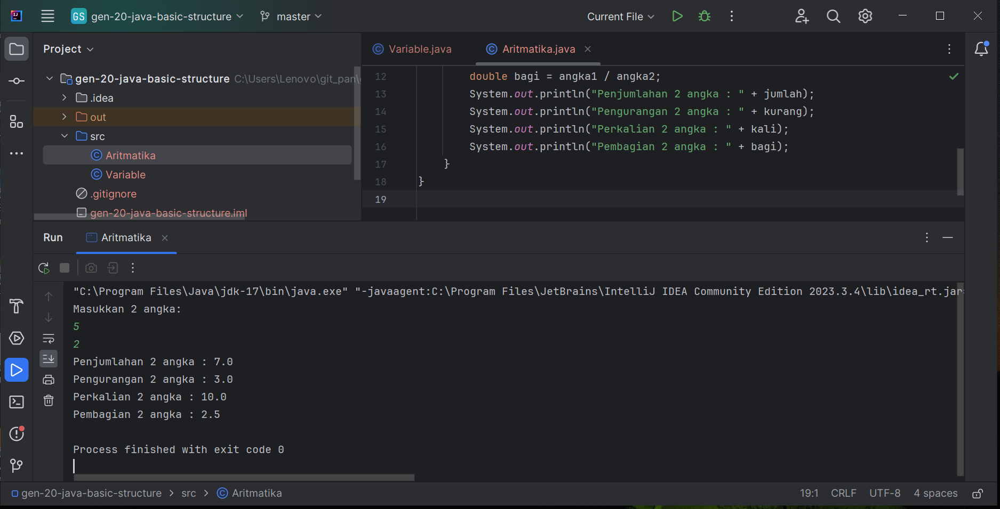 GS gen-20-java-basic-structure
master
Current File
Project
gen-20-java-basic-structure C:\Users\Lenovo\git_pan\
.idea
out
src
Aritmatika
Variable
.gitignore
gen-20-java-basic-structure.iml
Variable.java
Aritmatika.java
12 double bagi = angka1 / angka2;
13 System.out.println("Penjumlahan 2 angka : " + jumlah);
14 System.out.println("Pengurangan 2 angka : " + kurang);
15 System.out.println("Perkalian 2 angka : " + kali);
16 System.out.println("Pembagian 2 angka : " + bagi);
17 }
18 }
19
Run Aritmatika
"C:\Program Files\Java\jdk-17\bin\java.exe" "-javaagent:C:\Program Files\JetBrains\IntelliJ IDEA Community Edition 2023.3.4\lib\idea_rt.jar
Masukkan 2 angka:
5
2
Penjumlahan 2 angka : 7.0
Pengurangan 2 angka : 3.0
Perkalian 2 angka : 10.0
Pembagian 2 angka : 2.5
Process finished with exit code 0
gen-20-java-basic-structure > src > Aritmatika
19:1 CRLF UTF-8 4 spaces